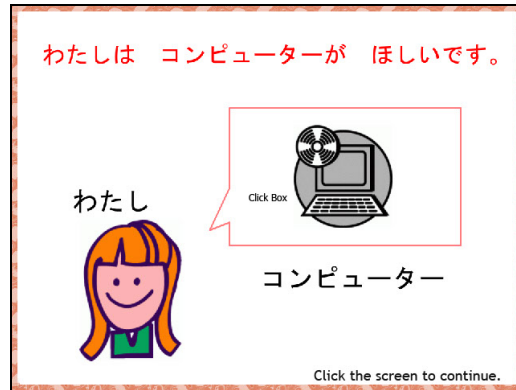 わたしは コンピューターが ほしいです。
Click Box
わたし
コンピューター
Click the screen to continue.